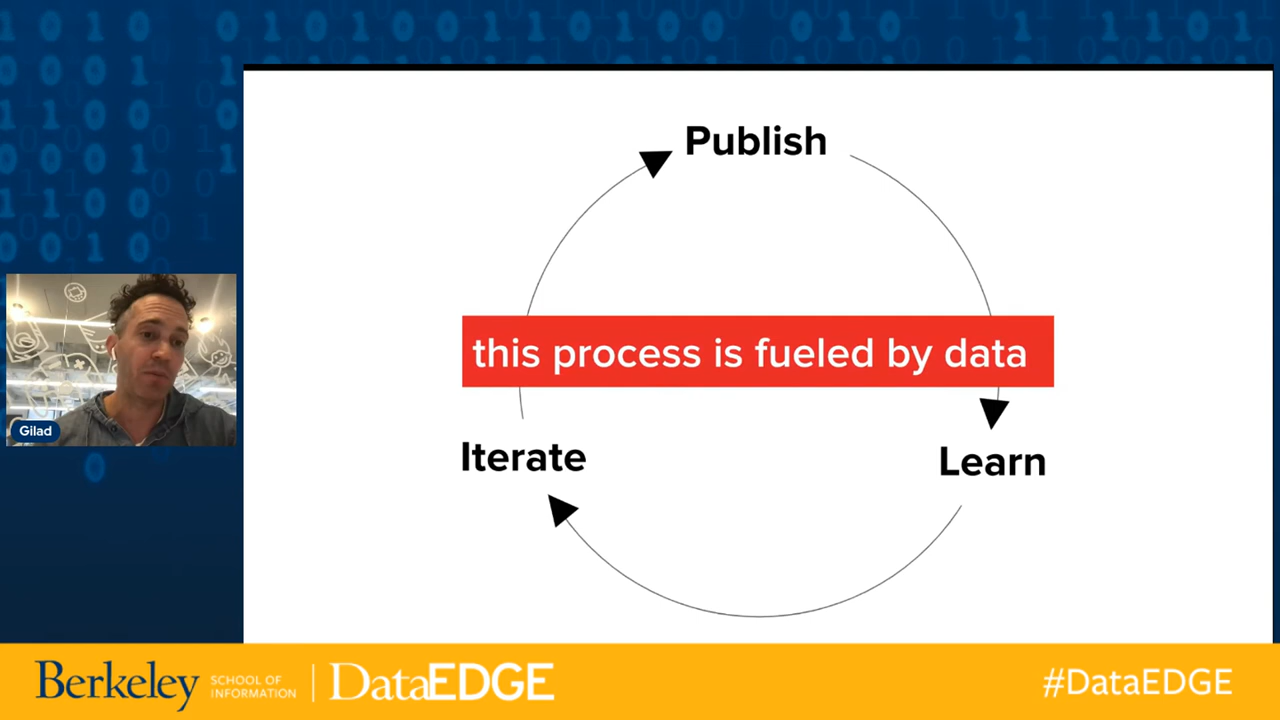 Publish
this process is fueled by data
Iterate
Learn
Gilad
Berkeley
SCHOOL OF
INFORMATION
DataEDGE
#DataEDGE